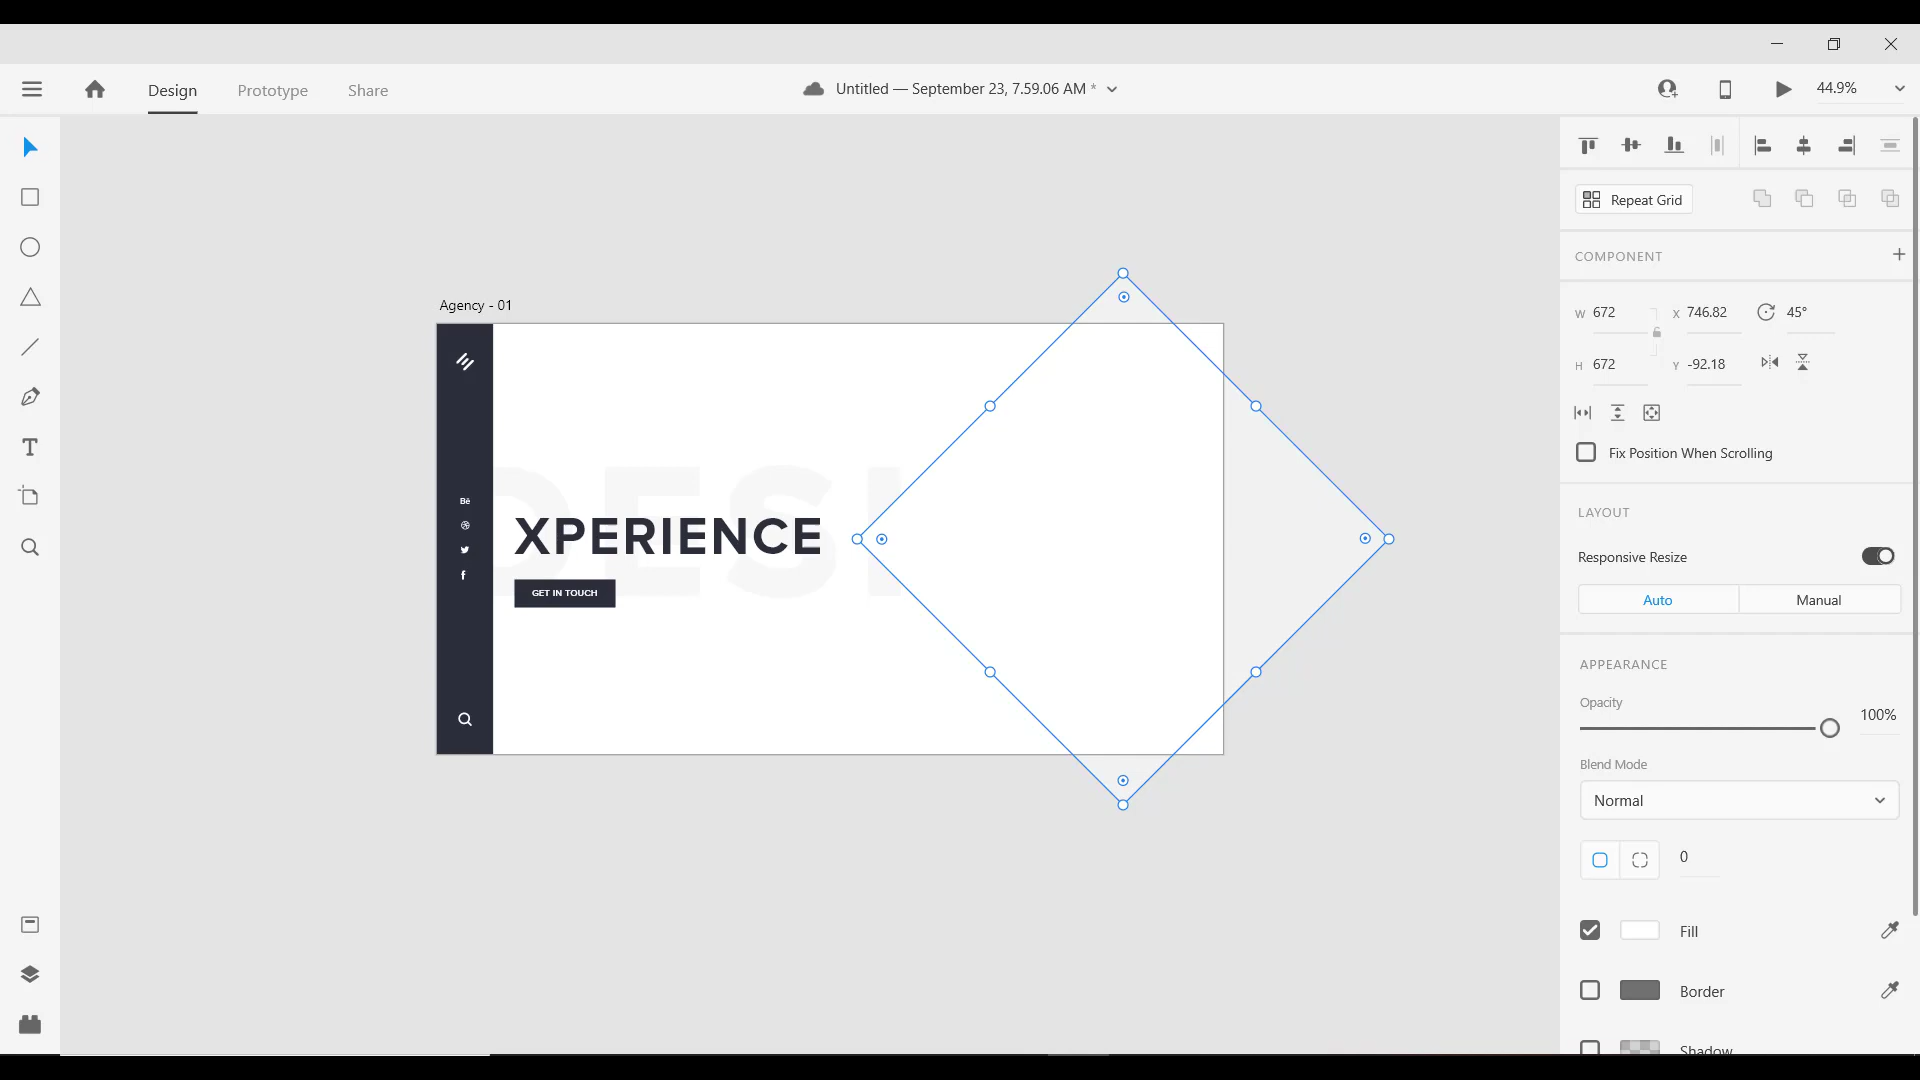 Design Prototype Share
Untitled — September 23, 7.59.06 AM *
44.9%
Repeat Grid
COMPONENT
W 672 X 746.82 45°
H 672 Y -92.18
Fix Position When Scrolling
LAYOUT
Responsive Resize
Auto Manual
APPEARANCE
Opacity
100%
Blend Mode
Normal
0
Fill
Border
Shadow
Agency - 01
Bē
DESI
XPERIENCE
GET IN TOUCH